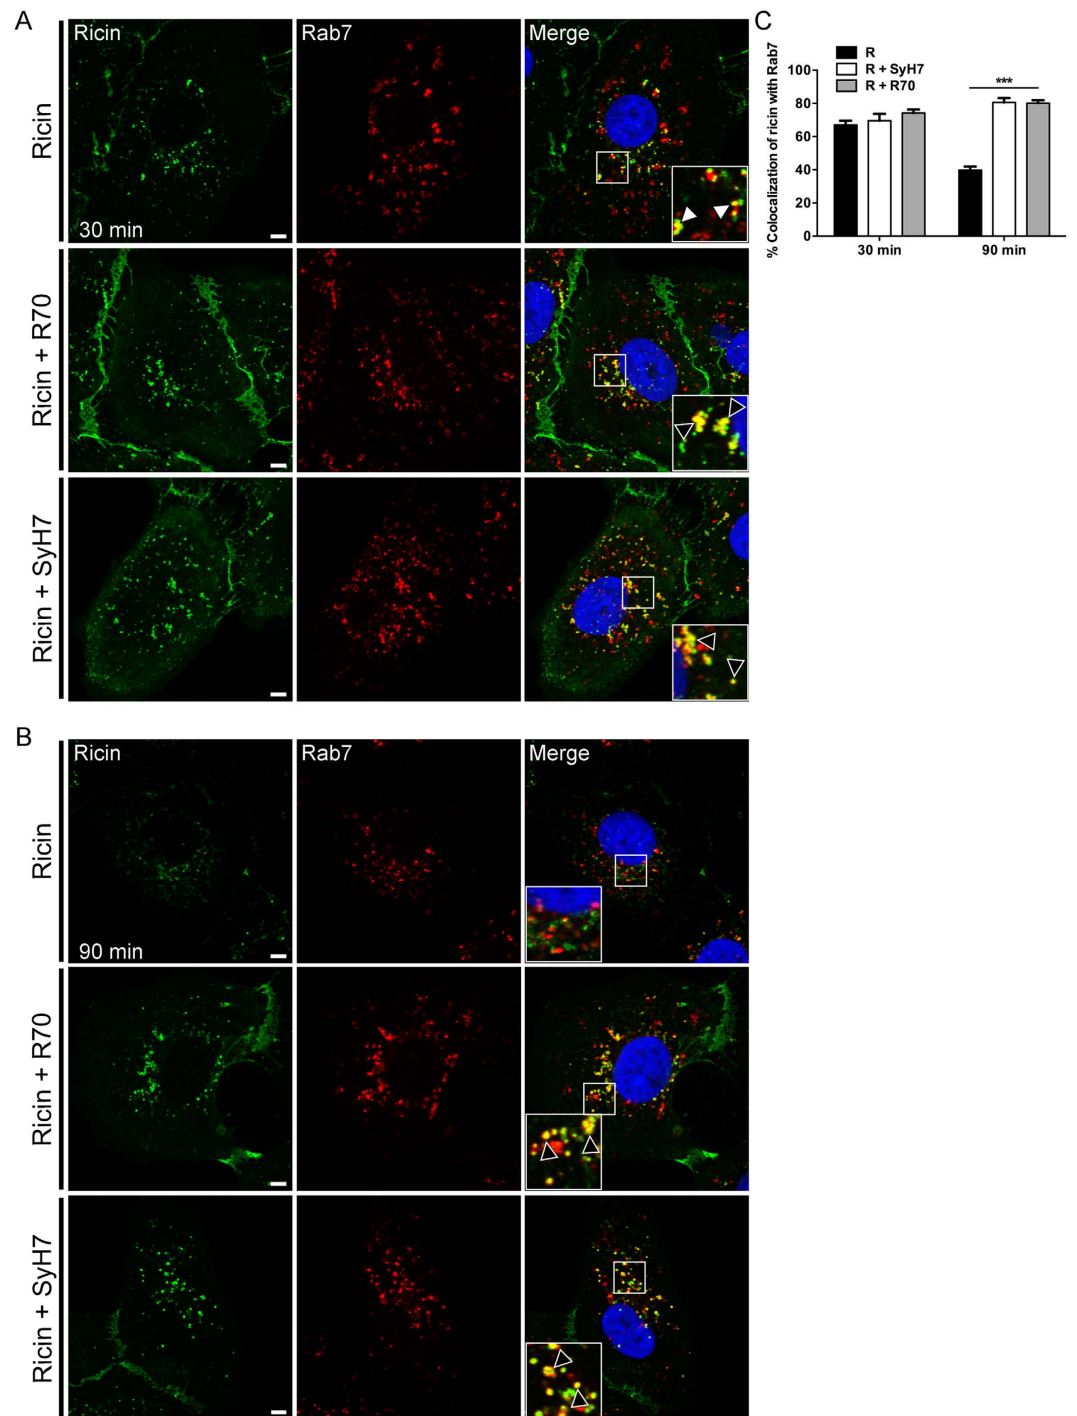 A
Ricin
Rab7
Merge
Ricin
30 min
Ricin + R70
Ricin + SyH7
B
Ricin
Rab7
Merge
Ricin
90 min
Ricin + R70
Ricin + SyH7
C
R
R + SyH7
R + R70
% Colocalization of ricin with Rab7
100
80
60
40
20
0
***
30 min
90 min